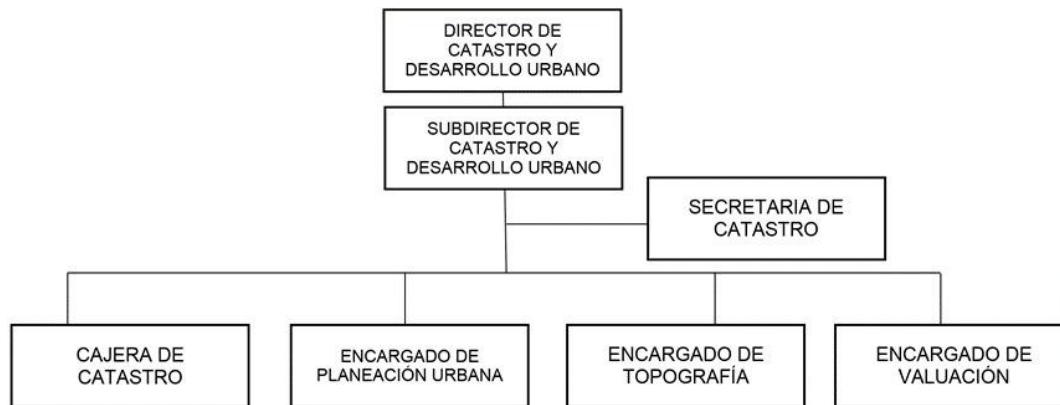 DIRECTOR DE
CATASTRO Y
DESARROLLO URBANO
SUBDIRECTOR DE
CATASTRO Y
DESARROLLO URBANO
SECRETARIA DE
CATASTRO
CAJERA DE
CATASTRO
ENCARGADO DE
PLANEACIÓN URBANA
ENCARGADO DE
TOPOGRAFÍA
ENCARGADO DE
VALUACIÓN